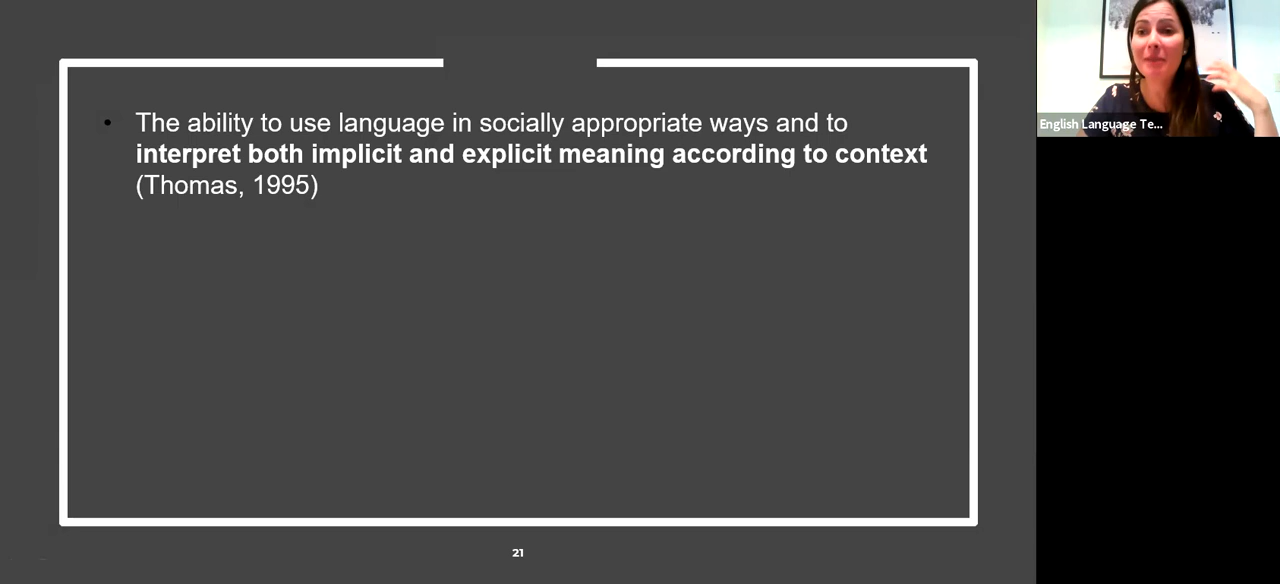 • The ability to use language in socially appropriate ways and to
interpret both implicit and explicit meaning according to context
(Thomas, 1995)
English Language Te...
21